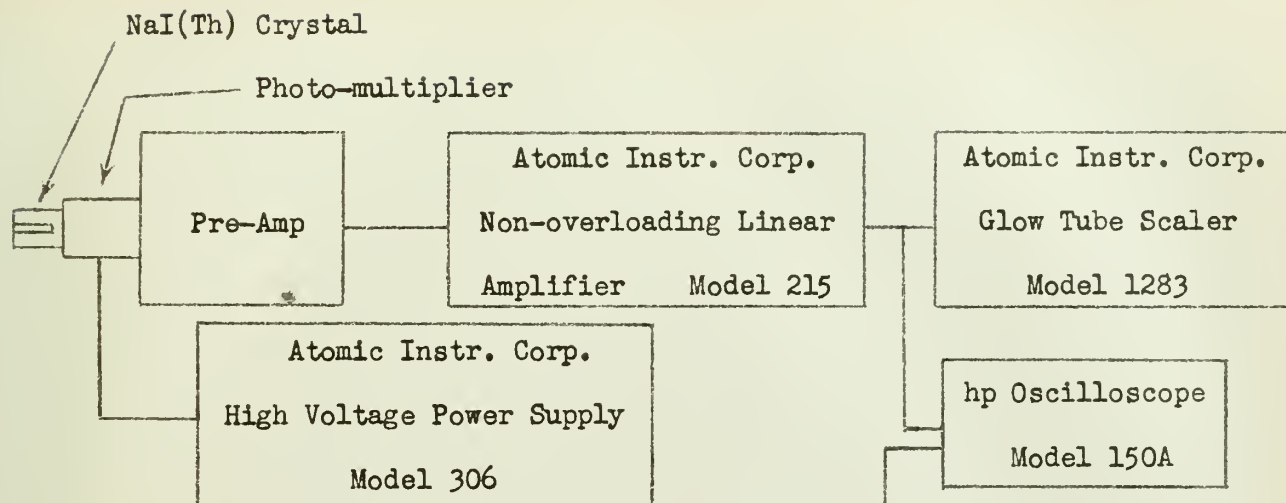 NaI(Th) Crystal
Photo-multiplier
Pre-Amp
Atomic Instr. Corp.
Non-overloading Linear
Amplifier Model 215
Atomic Instr. Corp.
Glow Tube Scaler
Model 1283
Atomic Instr. Corp.
High Voltage Power Supply
Model 306
hp Oscilloscope
Model 150A